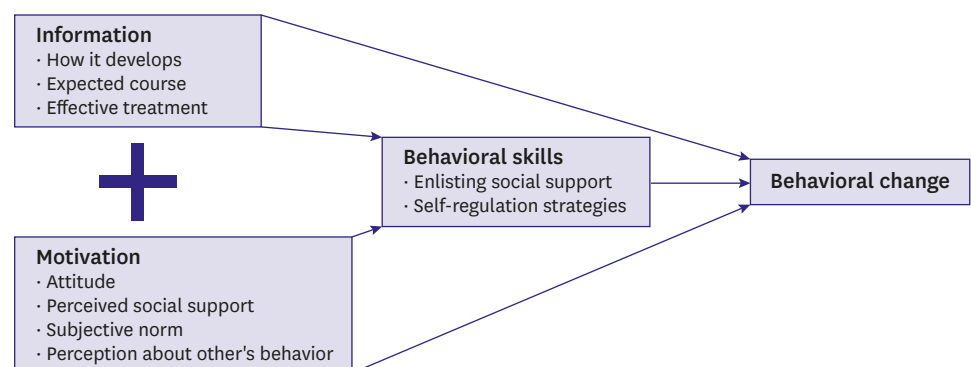 Information
· How it develops
· Expected course
· Effective treatment
Behavioral skills
· Enlisting social support
· Self-regulation strategies
Behavioral change
Motivation
· Attitude
· Perceived social support
· Subjective norm
· Perception about other's behavior